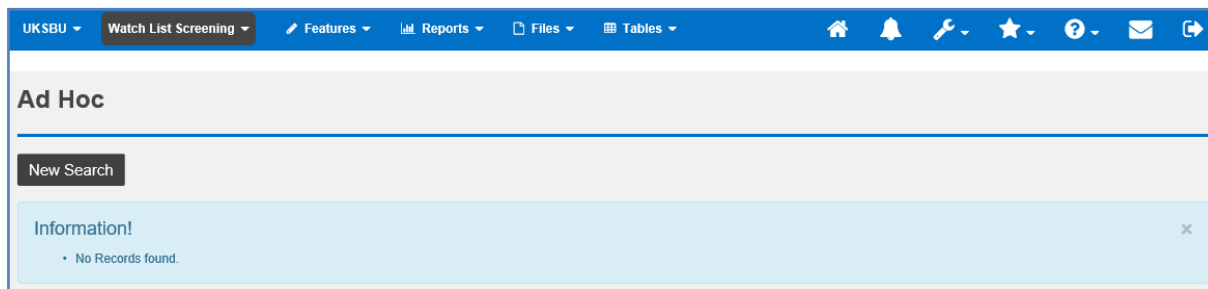 UKSBU Watch List Screening Features Reports Files Tables
Ad Hoc
New Search
Information!
• No Records found.